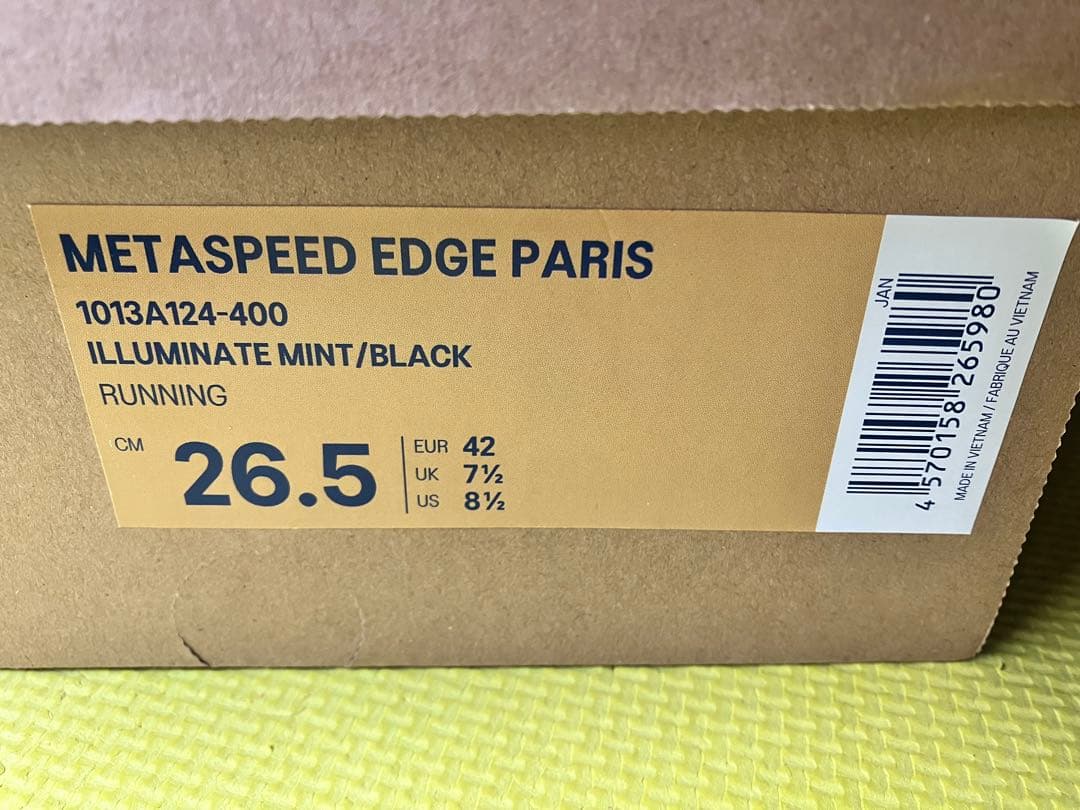 METASPEED EDGE PARIS
1013A124-400
ILLUMINATE MINT/BLACK
RUNNING
CM 26.5
EUR 42
UK 7½
US 8½
JAN
4 570158 265980
MADE IN VIETNAM / FABRIQUE AU VIETNAM